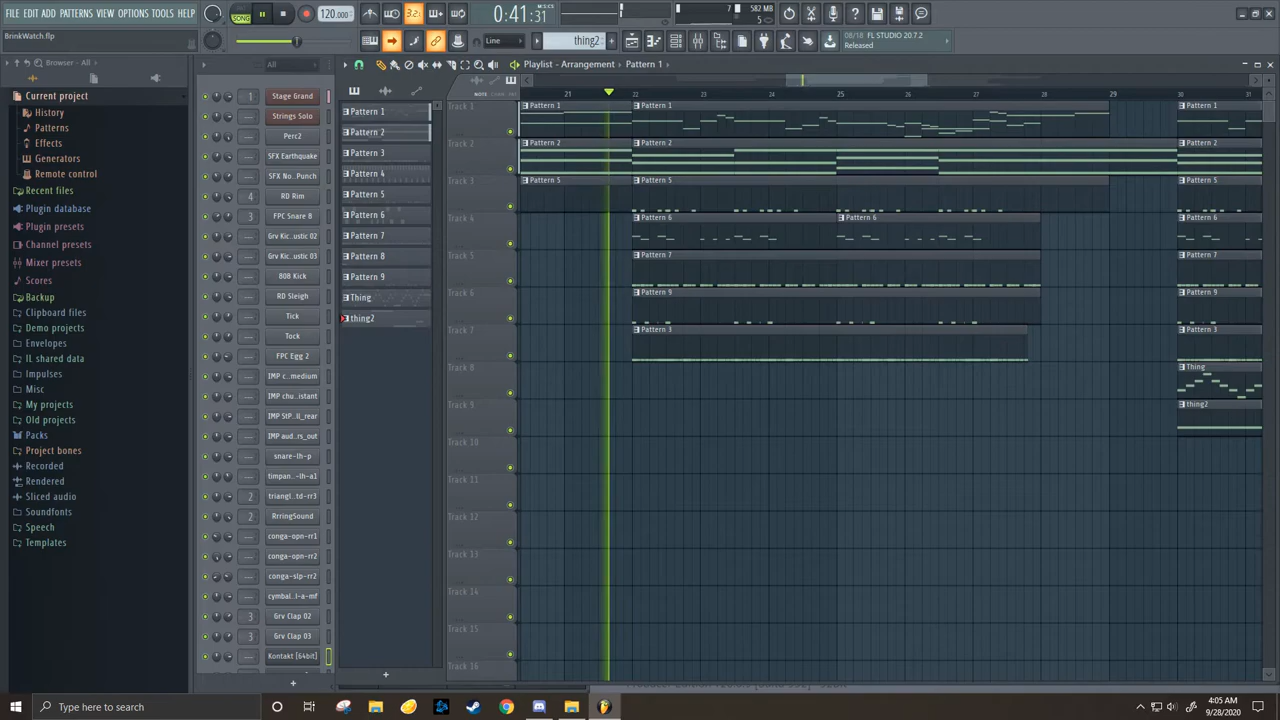 FILE EDIT ADD PATTERNS VIEW OPTIONS TOOLS HELP
SONG
120.000
3.2
0:41:31
7
582 MB
5
BrinkWatch.flp
Line
thing2
08/18 FL STUDIO 20.7.2
Released
Browser - All
All
Playlist - Arrangement
Pattern 1
Current project
History
Patterns
Effects
Generators
Remote control
Recent files
Plugin database
Plugin presets
Channel presets
Mixer presets
Scores
Backup
Clipboard files
Demo projects
Envelopes
IL shared data
Impulses
Misc
My projects
Old projects
Packs
Project bones
Recorded
Rendered
Sliced audio
Soundfonts
Speech
Templates
1 Stage Grand
Strings Solo
Perc2
SFX Earthquake
SFX No...Punch
4 RD Rim
3 FPC Snare B
Grv Kic...ustic 02
Grv Kic...ustic 03
808 Kick
RD Sleigh
Tick
Tock
FPC Egg 2
IMP c...medium
IMP chu...istant
IMP StP...ll_rear
IMP aud...rs_out
snare-lh-p
timpan...-lh-a1
2 triangl...td-rr3
2 RrringSound
conga-opn-rr1
conga-opn-rr2
conga-slp-rr2
cymbal...l-a-mf
3 Grv Clap 02
3 Grv Clap 03
Kontakt [64bit]
Pattern 1
Pattern 2
Pattern 3
Pattern 4
Pattern 5
Pattern 6
Pattern 7
Pattern 8
Pattern 9
Thing
thing2
NOTE
21 22 23 24 25 26 27 28 29 30 31
Track 1
Pattern 1 Pattern 1 Pattern 1
Track 2
Pattern 2 Pattern 2 Pattern 2
Track 3
Pattern 5 Pattern 5 Pattern 5
Track 4
Pattern 6 Pattern 6 Pattern 6
Track 5
Pattern 7 Pattern 7
Track 6
Pattern 9 Pattern 9
Track 7
Pattern 3 Pattern 3
Track 8
Thing
Track 9
thing2
Track 10
Track 11
Track 12
Track 13
Track 14
Track 15
Track 16
Type here to search
4:05 AM
9/28/2020